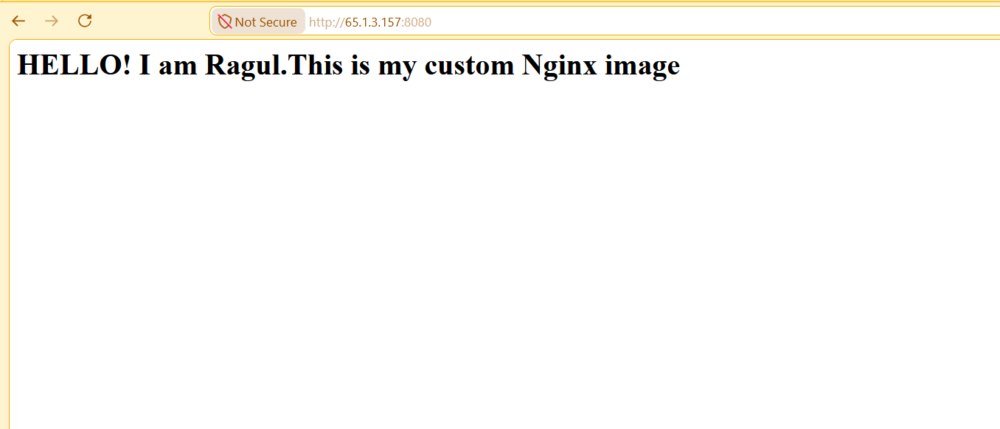 Not Secure http://65.1.3.157:8080
HELLO! I am Ragul.This is my custom Nginx image